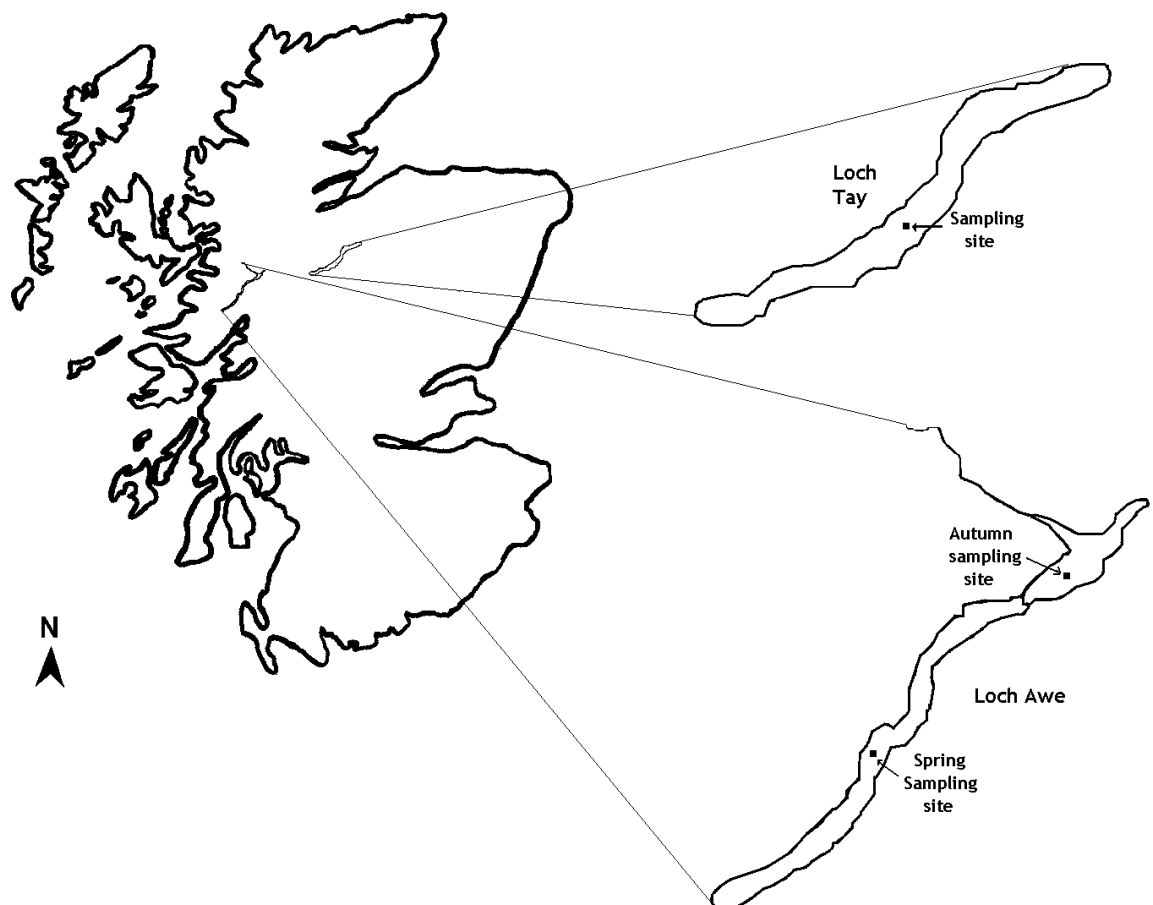 Loch
Tay
Sampling
site
Autumn
sampling
site
N
Loch Awe
Spring
Sampling
site